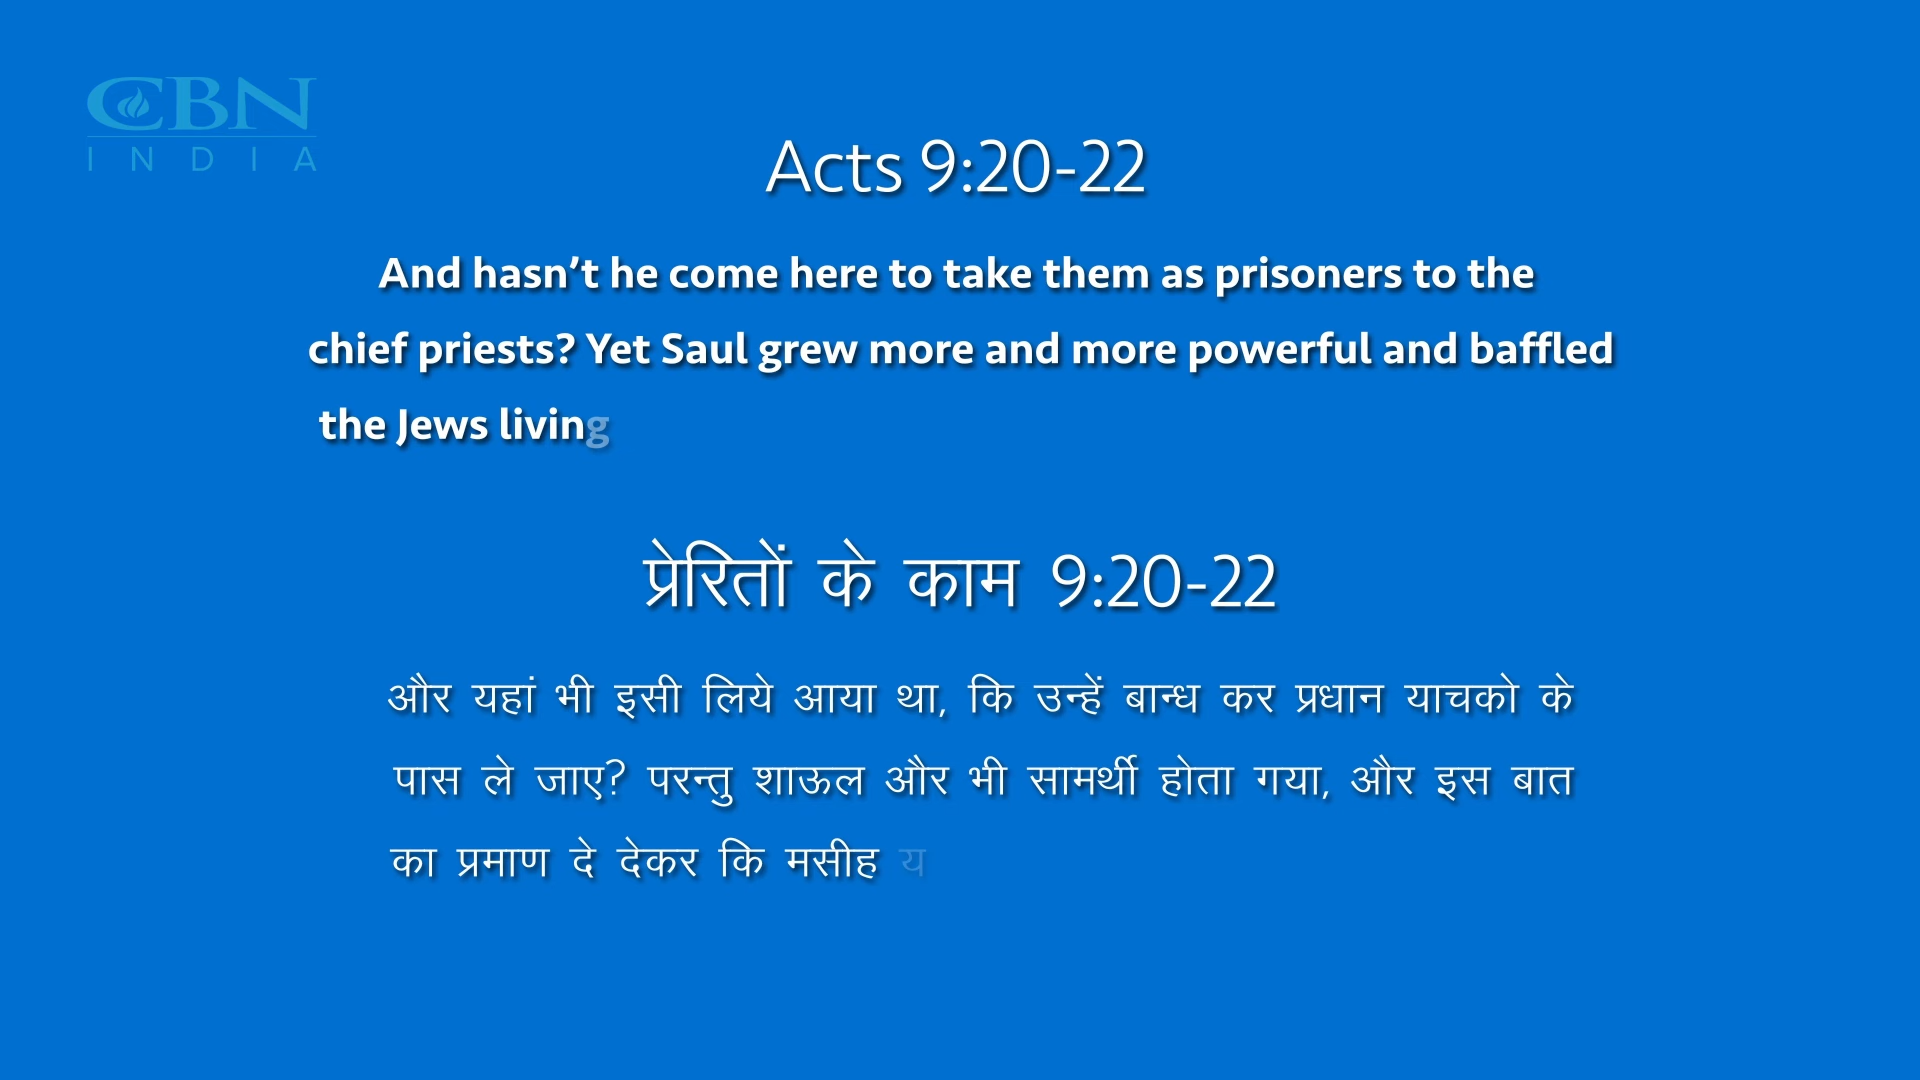 CBN
INDIA
Acts 9:20-22
And hasn’t he come here to take them as prisoners to the
chief priests? Yet Saul grew more and more powerful and baffled
the Jews living
प्रेरितों के काम 9:20-22
और यहां भी इसी लिये आया था, कि उन्हें बान्ध कर प्रधान याचको के
पास ले जाए? परन्तु शाऊल और भी सामर्थी होता गया, और इस बात
का प्रमाण दे देकर कि मसीह य